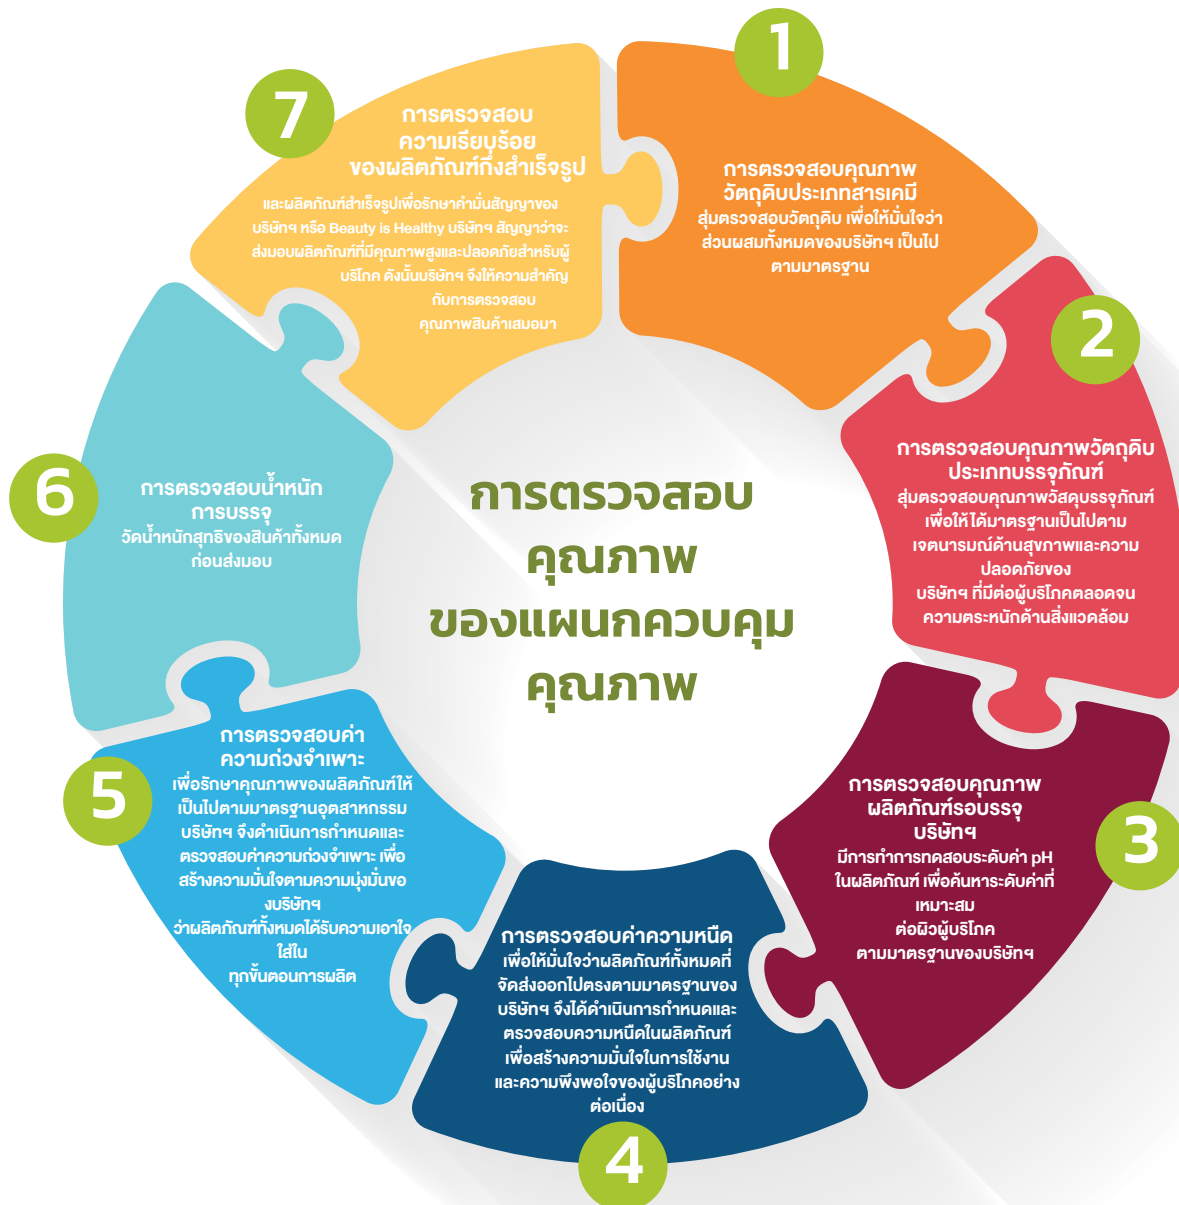 การตรวจสอบ
คุณภาพ
ของแผนกควบคุม
คุณภาพ
1
การตรวจสอบคุณภาพ
วัตถุดิบประเภทสารเคมี
สุ่มตรวจสอบวัตถุดิบ เพื่อให้มั่นใจว่า
ส่วนผสมทั้งหมดของบริษัทฯ เป็นไป
ตามมาตรฐาน
2
การตรวจสอบคุณภาพวัตถุดิบ
ประเภทบรรจุภัณฑ์
สุ่มตรวจสอบคุณภาพวัสดุบรรจุภัณฑ์
เพื่อให้ได้มาตรฐานเป็นไปตาม
เจตนารมณ์ด้านสุขภาพและความ
ปลอดภัยของ
บริษัทฯ ที่มีต่อผู้บริโภคตลอดจน
ความตระหนักด้านสิ่งแวดล้อม
3
การตรวจสอบคุณภาพ
ผลิตภัณฑ์รอบรรจุ
บริษัทฯ
มีการทำการทดสอบระดับค่า pH
ในผลิตภัณฑ์ เพื่อค้นหาระดับค่าที่
เหมาะสม
ต่อผิวผู้บริโภค
ตามมาตรฐานของบริษัทฯ
4
การตรวจสอบค่าความหนืด
เพื่อให้มั่นใจว่าผลิตภัณฑ์ทั้งหมดที่
จัดส่งออกไปตรงตามมาตรฐานของ
บริษัทฯ จึงได้ดำเนินการกำหนดและ
ตรวจสอบความหนืดในผลิตภัณฑ์
เพื่อสร้างความมั่นใจในการใช้งาน
และความพึงพอใจของผู้บริโภคอย่าง
ต่อเนื่อง
5
การตรวจสอบค่า
ความถ่วงจำเพาะ
เพื่อรักษาคุณภาพของผลิตภัณฑ์ให้
เป็นไปตามมาตรฐานอุตสาหกรรม
บริษัทฯ จึงดำเนินการกำหนดและ
ตรวจสอบค่าความถ่วงจำเพาะ เพื่อ
สร้างความมั่นใจตามความมุ่งมั่นขอ
งบริษัทฯ
ว่าผลิตภัณฑ์ทั้งหมดได้รับความเอาใจ
ใส่ใน
ทุกขั้นตอนการผลิต
6
การตรวจสอบน้ำหนัก
การบรรจุ
วัดน้ำหนักสุทธิของสินค้าทั้งหมด
ก่อนส่งมอบ
7
การตรวจสอบ
ความเรียบร้อย
ของผลิตภัณฑ์กึ่งสำเร็จรูป
และผลิตภัณฑ์สำเร็จรูปเพื่อรักษาคำมั่นสัญญาของ
บริษัทฯ หรือ Beauty is Healthy บริษัทฯ สัญญาว่าจะ
ส่งมอบผลิตภัณฑ์ที่มีคุณภาพสูงและปลอดภัยสำหรับผู้
บริโภค ดังนั้นบริษัทฯ จึงให้ความสำคัญ
กับการตรวจสอบ
คุณภาพสินค้าเสมอมา